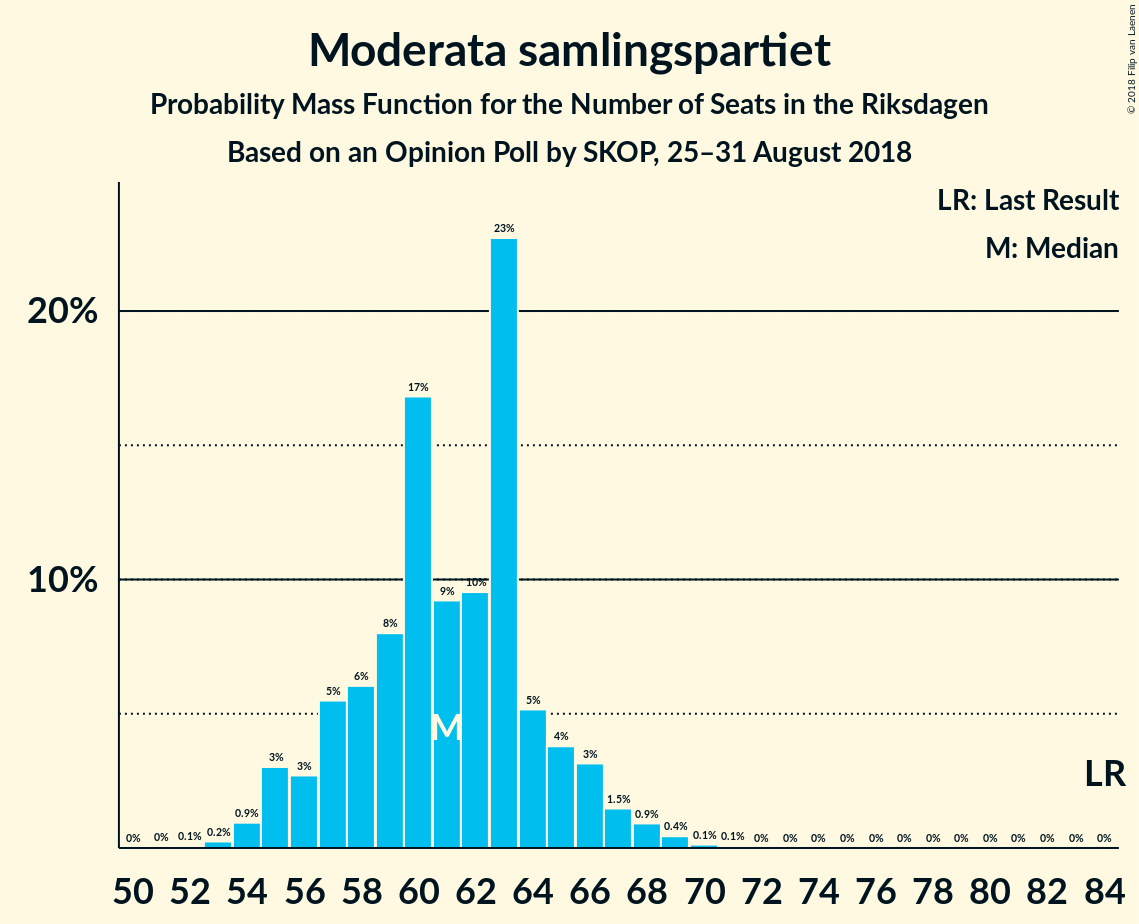 Moderata samlingspartiet
Probability Mass Function for the Number of Seats in the Riksdagen
Based on an Opinion Poll by SKOP, 25–31 August 2018
© 2018 Filip van Laenen
LR: Last Result
M: Median
20%
10%
0% 0% 0.1% 0.2% 0.9% 3% 3% 5% 6% 8% 17% 9% 10% 23% 5% 4% 3% 1.5% 0.9% 0.4% 0.1% 0.1% 0% 0% 0% 0% 0% 0% 0% 0% 0% 0% 0% 0% 0%
M
LR
50 52 54 56 58 60 62 64 66 68 70 72 74 76 78 80 82 84